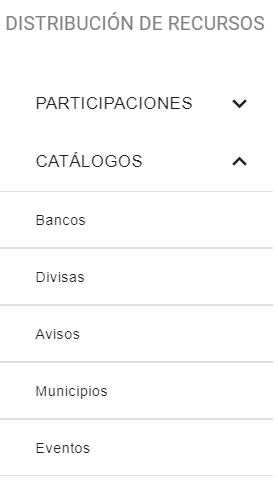 DISTRIBUCIÓN DE RECURSOS
PARTICIPACIONES
CATÁLOGOS
Bancos
Divisas
Avisos
Municipios
Eventos